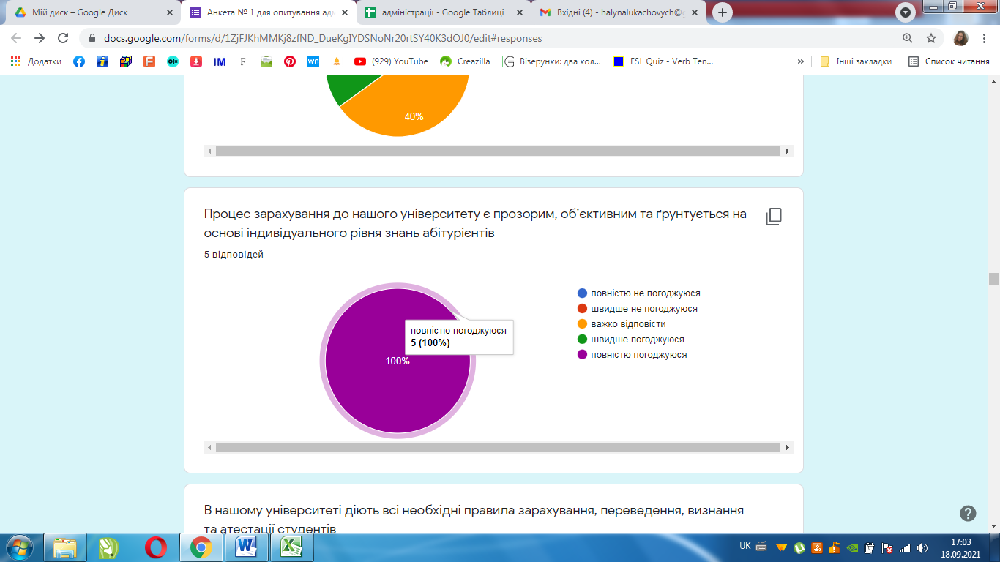 Мій диск – Google Диск
Анкета № 1 для опитування адм
адміністрації - Google Таблиці
Вхідні (4) - halynalukachovych@g
docs.google.com/forms/d/1ZjFJKhMMKj8zfND_DueKgIYDSNoNr20rtSY40K3dOJ0/edit#responses
Додатки
IM
F
wn
(929) YouTube
Creazilla
Візерунки: два кол...
ESL Quiz - Verb Ten...
»
Інші закладки
Список читання
40%
Процес зарахування до нашого університету є прозорим, об’єктивним та ґрунтується на
основі індивідуального рівня знань абітурієнтів
5 відповідей
повністю погоджуюся
5 (100%)
100%
повністю не погоджуюся
швидше не погоджуюся
важко відповісти
швидше погоджуюся
повністю погоджуюся
В нашому університеті діють всі необхідні правила зарахування, переведення, визнання
та атестації студентів
UK
17:03
18.09.2021